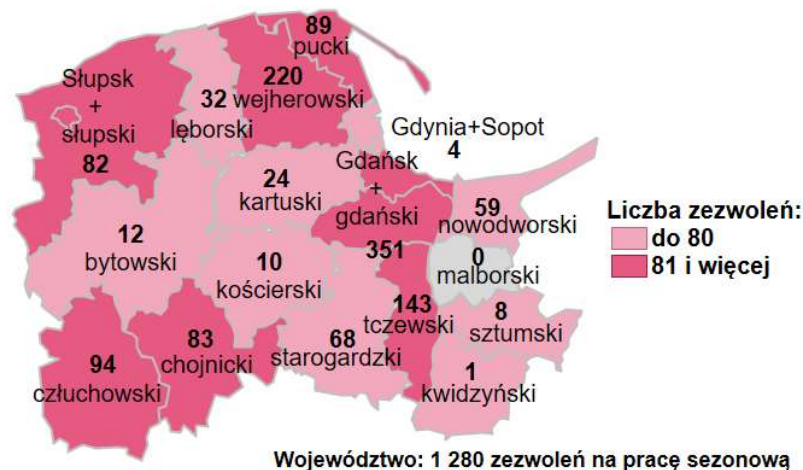 89
pucki
Słupsk
+
słupski
82
220
wejherowski
32
lęborski
Gdynia+Sopot
4
Gdańsk
+
gdański
351
24
kartuski
59
nowodworski
Liczba zezwoleń:
do 80
81 i więcej
12
bytowski
10
kościerski
0
malborski
143
tczewski
8
sztumski
94
człuchowski
83
chojnicki
68
starogardzki
1
kwidzyński
Województwo: 1 280 zezwoleń na pracę sezonową